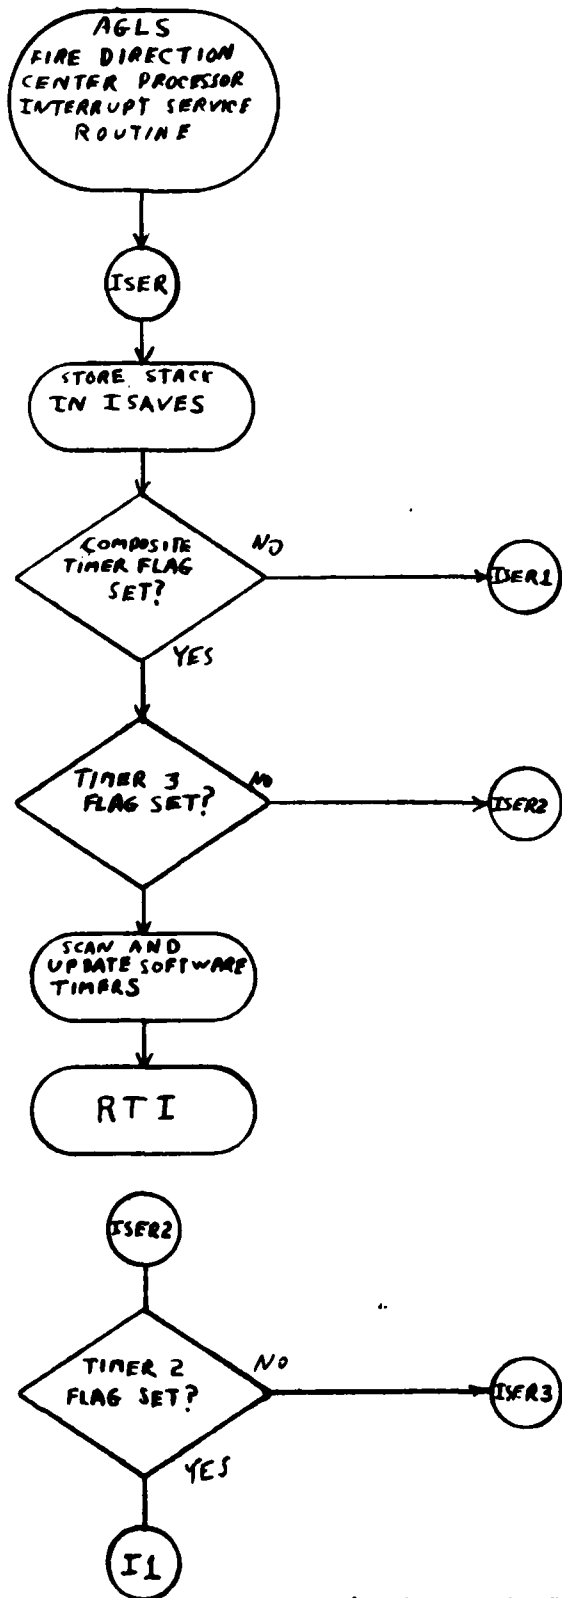 AGLS
FIRE DIRECTION
CENTER PROCESSOR
INTERRUPT SERVICE
ROUTINE
ISER
STORE STACK
IN ISAVES
COMPOSITE
TIMER FLAG
SET?
NO
ISER1
YES
TIMER 3
FLAG SET?
NO
ISER2
SCAN AND
UPDATE SOFTWARE
TIMERS
RTI
ISER2
TIMER 2
FLAG SET?
NO
ISER3
YES
I1